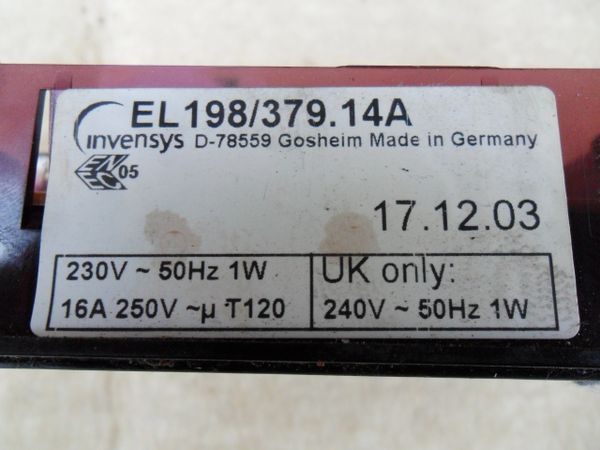 EL198/379.14A
invensys D-78559 Gosheim Made in Germany
05
17.12.03
230V ~ 50Hz 1W
16A 250V ~µ T120
UK only:
240V ~ 50Hz 1W